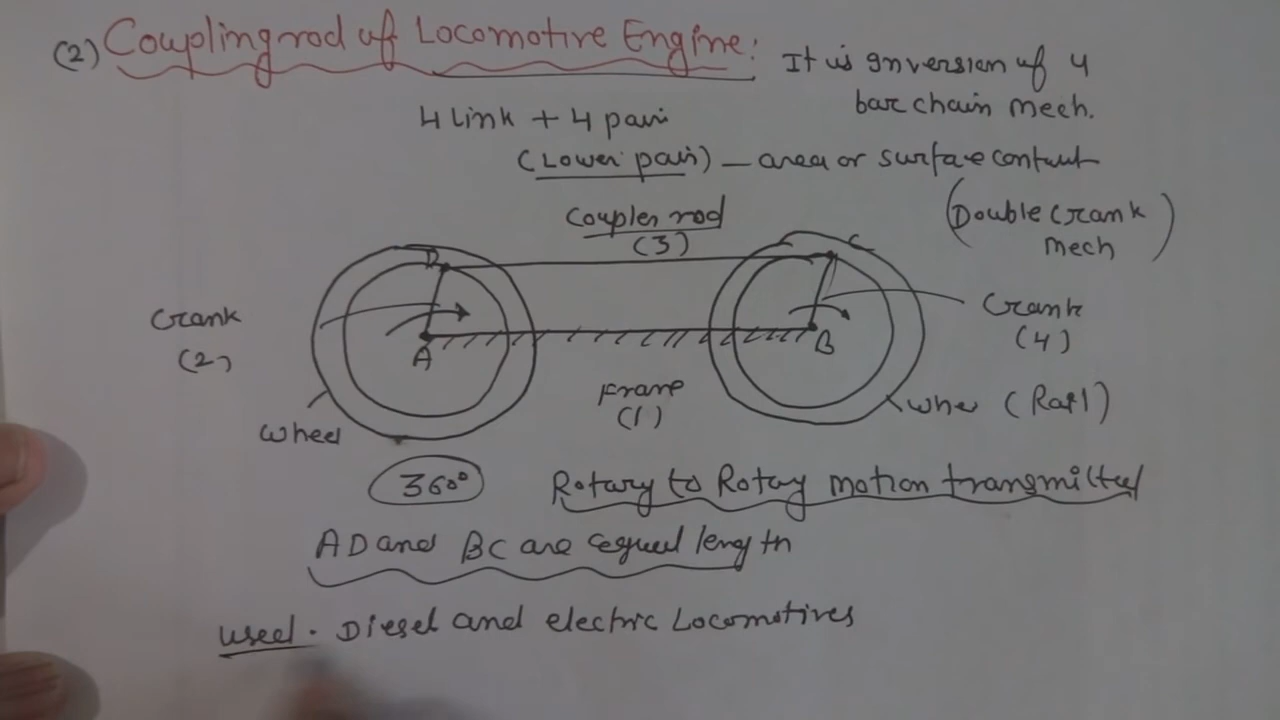 (2) Coupling rod of Locomotive Engine:
It is Inversion of 4
bar chain Mech.
4 Link + 4 pair
(Lower pair) — area or surface contact
(Double Crank
Mech)
Coupler rod
(3)
D
C
Crank
(2)
Crank
(4)
A
B
Frame
(1)
wheel
whee (Rail)
360°
Rotary to Rotary motion transmitted
AD and BC are equal length
Used. Diesel and electric Locomotives